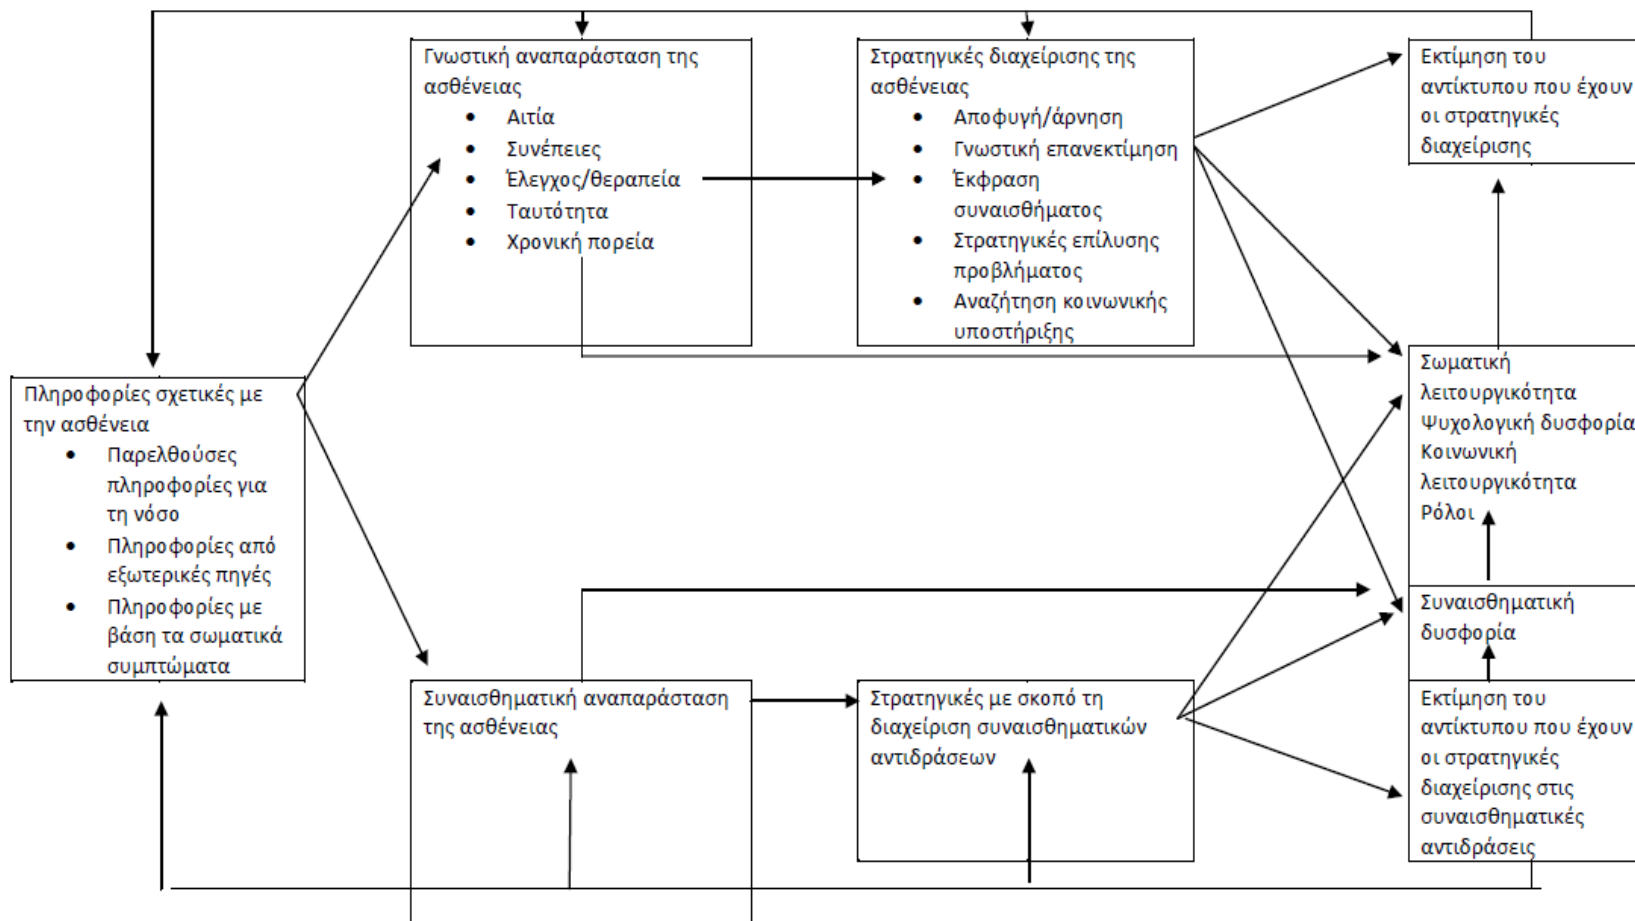 Γνωστική αναπαράσταση της
ασθένειας
• Αιτία
• Συνέπειες
• Έλεγχος/θεραπεία
• Ταυτότητα
• Χρονική πορεία
Στρατηγικές διαχείρισης της
ασθένειας
• Αποφυγή/άρνηση
• Γνωστική επανεκτίμηση
• Έκφραση
συναισθήματος
• Στρατηγικές επίλυσης
προβλήματος
• Αναζήτηση κοινωνικής
υποστήριξης
Εκτίμηση του
αντίκτυπου που έχουν
οι στρατηγικές
διαχείρισης
Πληροφορίες σχετικές με
την ασθένεια
• Παρελθούσες
πληροφορίες για
τη νόσο
• Πληροφορίες από
εξωτερικές πηγές
• Πληροφορίες με
βάση τα σωματικά
συμπτώματα
Σωματική
λειτουργικότητα
Ψυχολογική δυσφορία
Κοινωνική
λειτουργικότητα
Ρόλοι
Συναισθηματική
δυσφορία
Συναισθηματική αναπαράσταση
της ασθένειας
Στρατηγικές με σκοπό τη
διαχείριση συναισθηματικών
αντιδράσεων
Εκτίμηση του
αντίκτυπου που έχουν
οι στρατηγικές
διαχείρισης στις
συναισθηματικές
αντιδράσεις